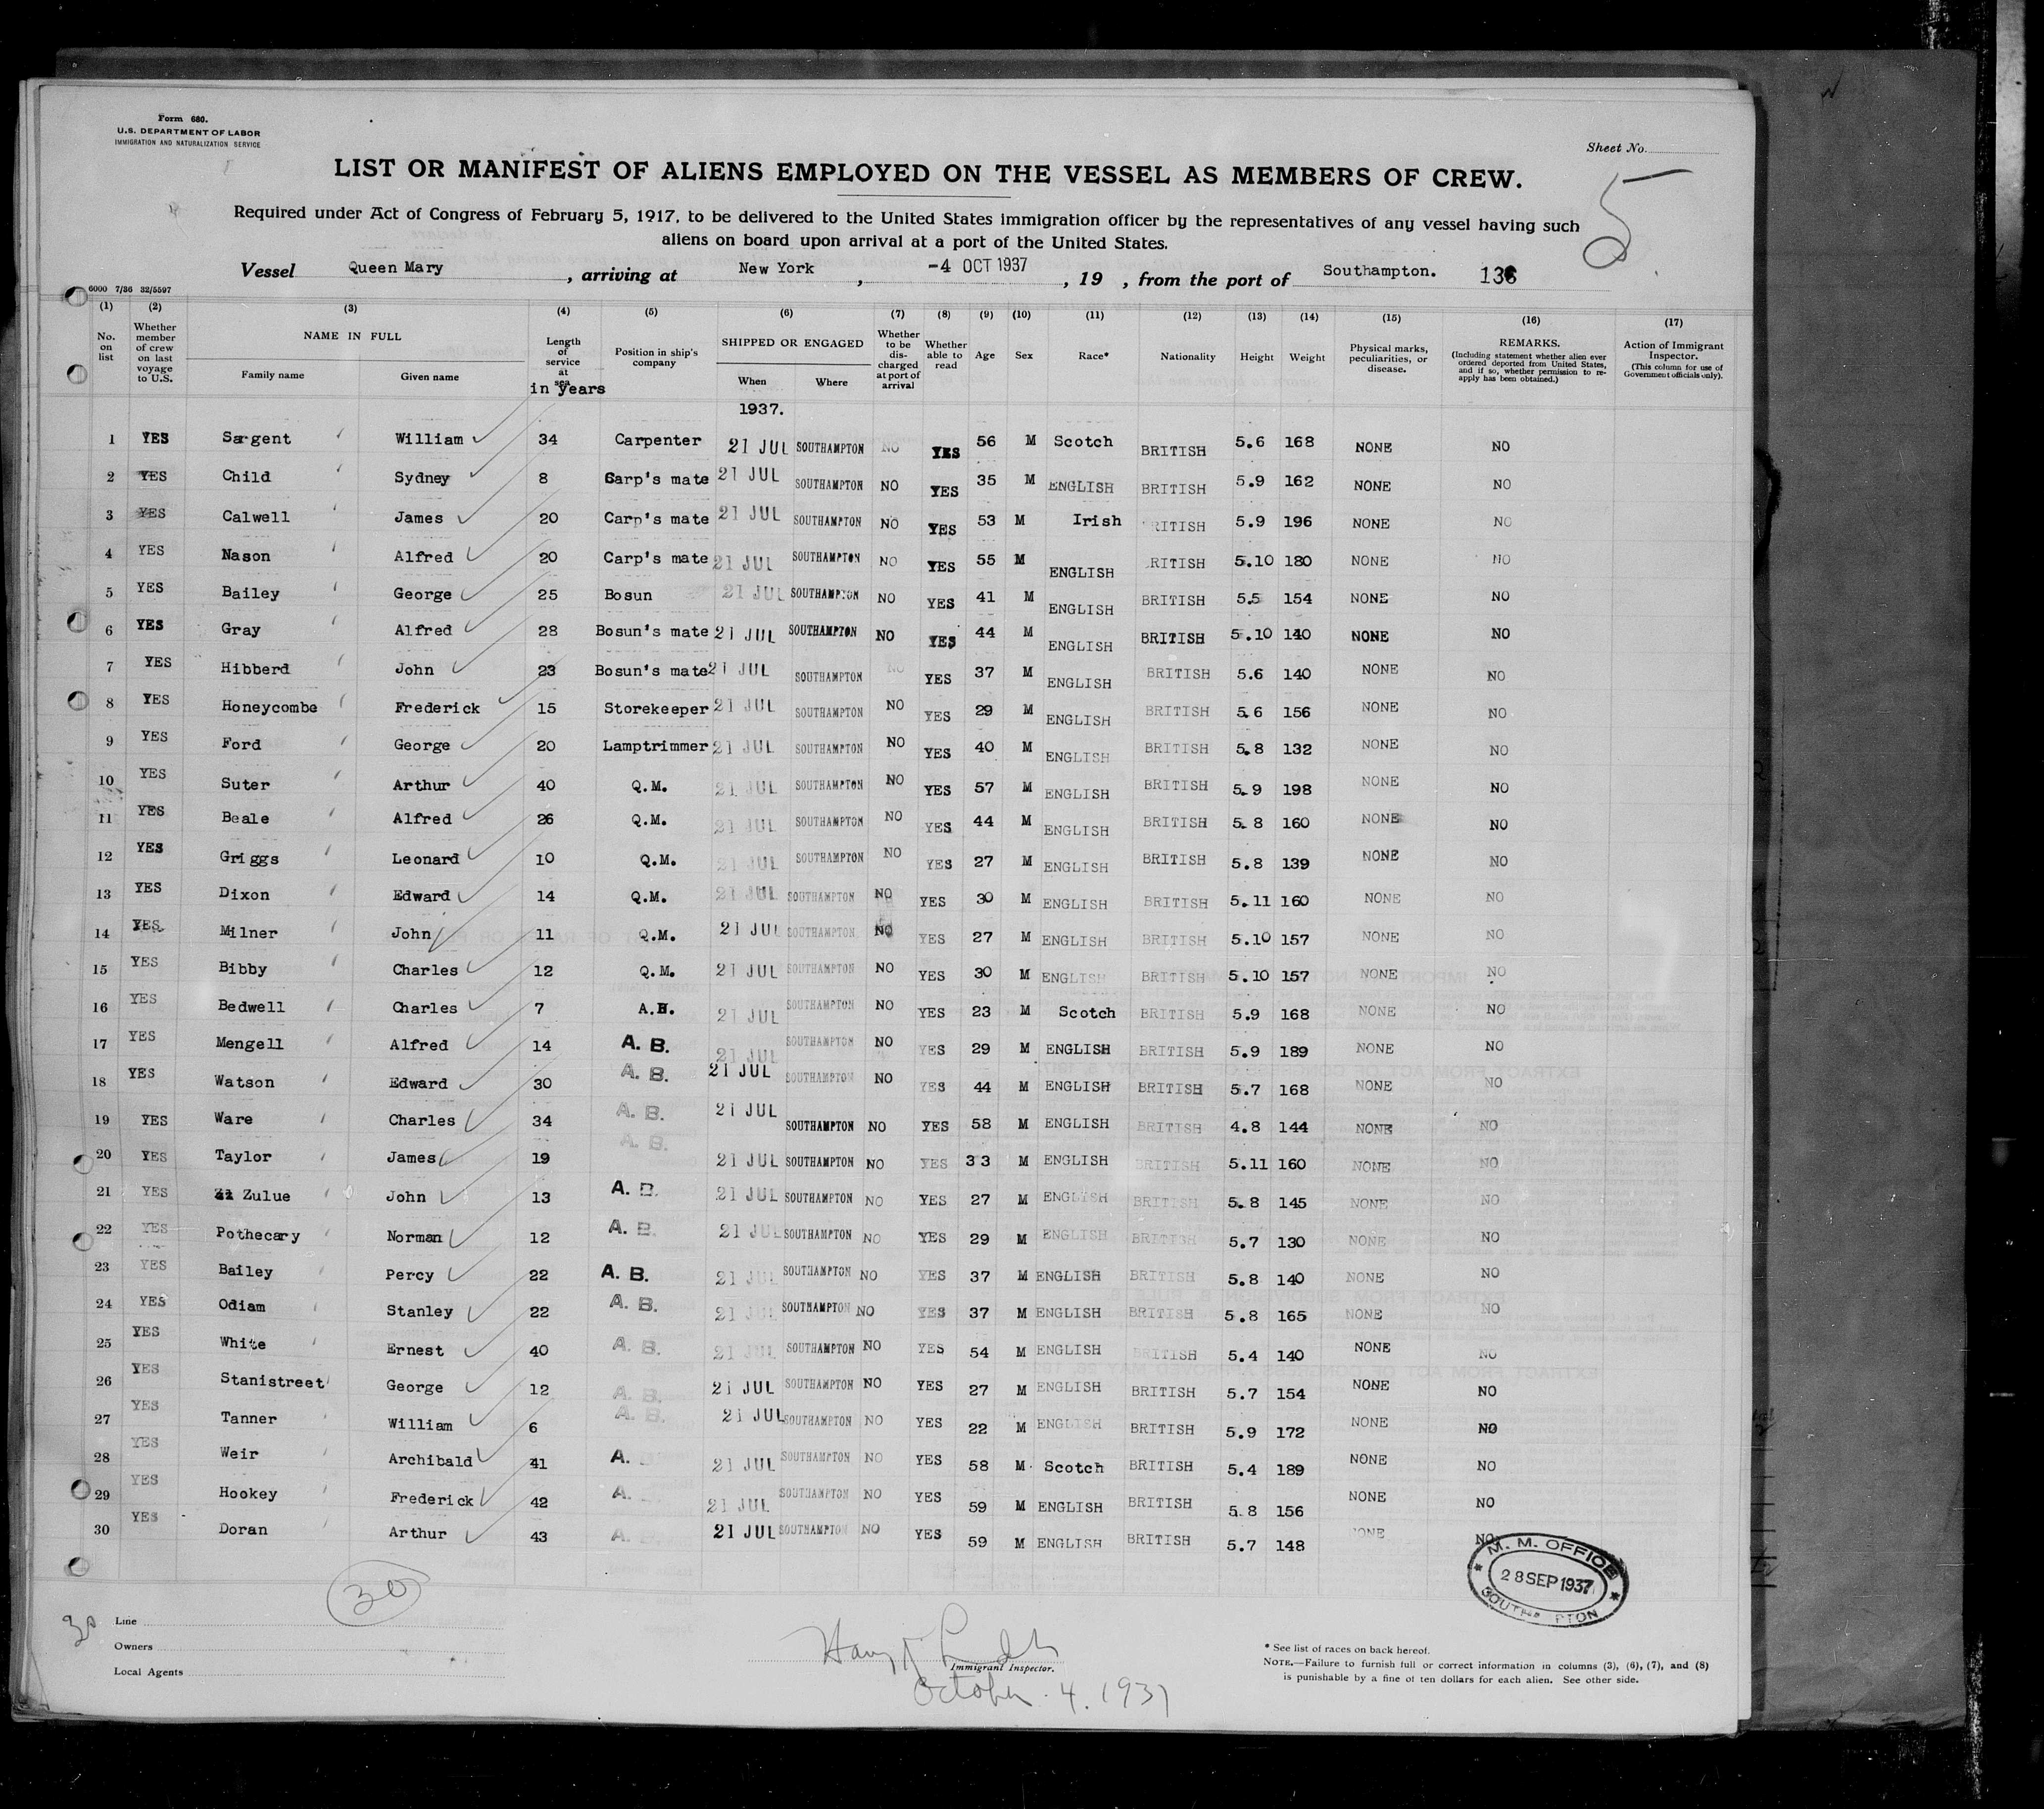 Form 680.
U.S. DEPARTMENT OF LABOR
IMMIGRATION AND NATURALIZATION SERVICE
Sheet No.
5
LIST OR MANIFEST OF ALIENS EMPLOYED ON THE VESSEL AS MEMBERS OF CREW.
Required under Act of Congress of February 5, 1917, to be delivered to the United States immigration officer by the representatives of any vessel having such
aliens on board upon arrival at a port of the United States.
Vessel Queen Mary, arriving at New York, -4 OCT 1937, 19 , from the port of Southampton. 136
6000 7/36 32/5597
(1) (2) (3) (4) (5) (6) (7) (8) (9) (10) (11) (12) (13) (14) (15) (16) (17)
No. on list
Whether member of crew on last voyage to U.S.
NAME IN FULL
Family name Given name
Length of service at sea in years
Position in ship's company
SHIPPED OR ENGAGED
When Where
Whether to be discharged at port of arrival
Whether able to read
Age
Sex
Race*
Nationality
Height
Weight
Physical marks, peculiarities, or disease.
REMARKS.
(Including statement whether alien ever ordered deported from United States, and if so, whether permission to reapply has been obtained.)
Action of Immigrant Inspector.
(This column for use of Government officials only).
1937.
1 YES Sargent William 34 Carpenter 21 JUL SOUTHAMPTON NO YES 56 M Scotch BRITISH 5.6 168 NONE NO
2 YES Child Sydney 8 Carp's mate 21 JUL SOUTHAMPTON NO YES 35 M ENGLISH BRITISH 5.9 162 NONE NO
3 YES Calwell James 20 Carp's mate 21 JUL SOUTHAMPTON NO YES 53 M Irish BRITISH 5.9 196 NONE NO
4 YES Nason Alfred 20 Carp's mate 21 JUL SOUTHAMPTON NO YES 55 M ENGLISH BRITISH 5.10 180 NONE NO
5 YES Bailey George 25 Bosun 21 JUL SOUTHAMPTON NO YES 41 M ENGLISH BRITISH 5.5 154 NONE NO
6 YES Gray Alfred 28 Bosun's mate 21 JUL SOUTHAMPTON NO YES 44 M ENGLISH BRITISH 5.10 140 NONE NO
7 YES Hibberd John 23 Bosun's mate 21 JUL SOUTHAMPTON NO YES 37 M ENGLISH BRITISH 5.6 140 NONE NO
8 YES Honeycombe Frederick 15 Storekeeper 21 JUL SOUTHAMPTON NO YES 29 M ENGLISH BRITISH 5.6 156 NONE NO
9 YES Ford George 20 Lamptrimmer 21 JUL SOUTHAMPTON NO YES 40 M ENGLISH BRITISH 5.8 132 NONE NO
10 YES Suter Arthur 40 Q.M. 21 JUL SOUTHAMPTON NO YES 57 M ENGLISH BRITISH 5.9 198 NONE NO
11 YES Beale Alfred 26 Q.M. 21 JUL SOUTHAMPTON NO YES 44 M ENGLISH BRITISH 5.8 160 NONE NO
12 YES Griggs Leonard 10 Q.M. 21 JUL SOUTHAMPTON NO YES 27 M ENGLISH BRITISH 5.8 139 NONE NO
13 YES Dixon Edward 14 Q.M. 21 JUL SOUTHAMPTON NO YES 30 M ENGLISH BRITISH 5.11 160 NONE NO
14 YES Milner John 11 Q.M. 21 JUL SOUTHAMPTON NO YES 27 M ENGLISH BRITISH 5.10 157 NONE NO
15 YES Bibby Charles 12 Q.M. 21 JUL SOUTHAMPTON NO YES 30 M ENGLISH BRITISH 5.10 157 NONE NO
16 YES Bedwell Charles 7 A.B. 21 JUL SOUTHAMPTON NO YES 23 M Scotch BRITISH 5.9 168 NONE NO
17 YES Mengell Alfred 14 A. B. 21 JUL SOUTHAMPTON NO YES 29 M ENGLISH BRITISH 5.9 189 NONE NO
18 YES Watson Edward 30 A. B. 21 JUL SOUTHAMPTON NO YES 44 M ENGLISH BRITISH 5.7 168 NONE NO
19 YES Ware Charles 34 A. B. 21 JUL SOUTHAMPTON NO YES 58 M ENGLISH BRITISH 4.8 144 NONE NO
20 YES Taylor James 19 A. B. 21 JUL SOUTHAMPTON NO YES 33 M ENGLISH BRITISH 5.11 160 NONE NO
21 YES Zulue John 13 A. B. 21 JUL SOUTHAMPTON NO YES 27 M ENGLISH BRITISH 5.8 145 NONE NO
22 YES Pothecary Norman 12 A. B. 21 JUL SOUTHAMPTON NO YES 29 M ENGLISH BRITISH 5.7 130 NONE NO
23 YES Bailey Percy 22 A. B. 21 JUL SOUTHAMPTON NO YES 37 M ENGLISH BRITISH 5.8 140 NONE NO
24 YES Odiam Stanley 22 A. B. 21 JUL SOUTHAMPTON NO YES 37 M ENGLISH BRITISH 5.8 165 NONE NO
25 YES White Ernest 40 A. B. 21 JUL SOUTHAMPTON NO YES 54 M ENGLISH BRITISH 5.4 140 NONE NO
26 YES Stanistreet George 12 A. B. 21 JUL SOUTHAMPTON NO YES 27 M ENGLISH BRITISH 5.7 154 NONE NO
27 YES Tanner William 6 A. B. 21 JUL SOUTHAMPTON NO YES 22 M ENGLISH BRITISH 5.9 172 NONE NO
28 YES Weir Archibald 41 A. 21 JUL SOUTHAMPTON NO YES 58 M Scotch BRITISH 5.4 189 NONE NO
29 YES Hookey Frederick 42 A. 21 JUL SOUTHAMPTON NO YES 59 M ENGLISH BRITISH 5.8 156 NONE NO
30 YES Doran Arthur 43 A. B. 21 JUL SOUTHAMPTON NO YES 59 M ENGLISH BRITISH 5.7 148 NONE NO
M. M. OFFICE
28 SEP 1937
30
30
Line
Owners
Local Agents
Immigrant Inspector.
October 4. 1937
* See list of races on back hereof.
NOTE.—Failure to furnish full or correct information in columns (3), (6), (7), and (8)
is punishable by a fine of ten dollars for each alien. See other side.